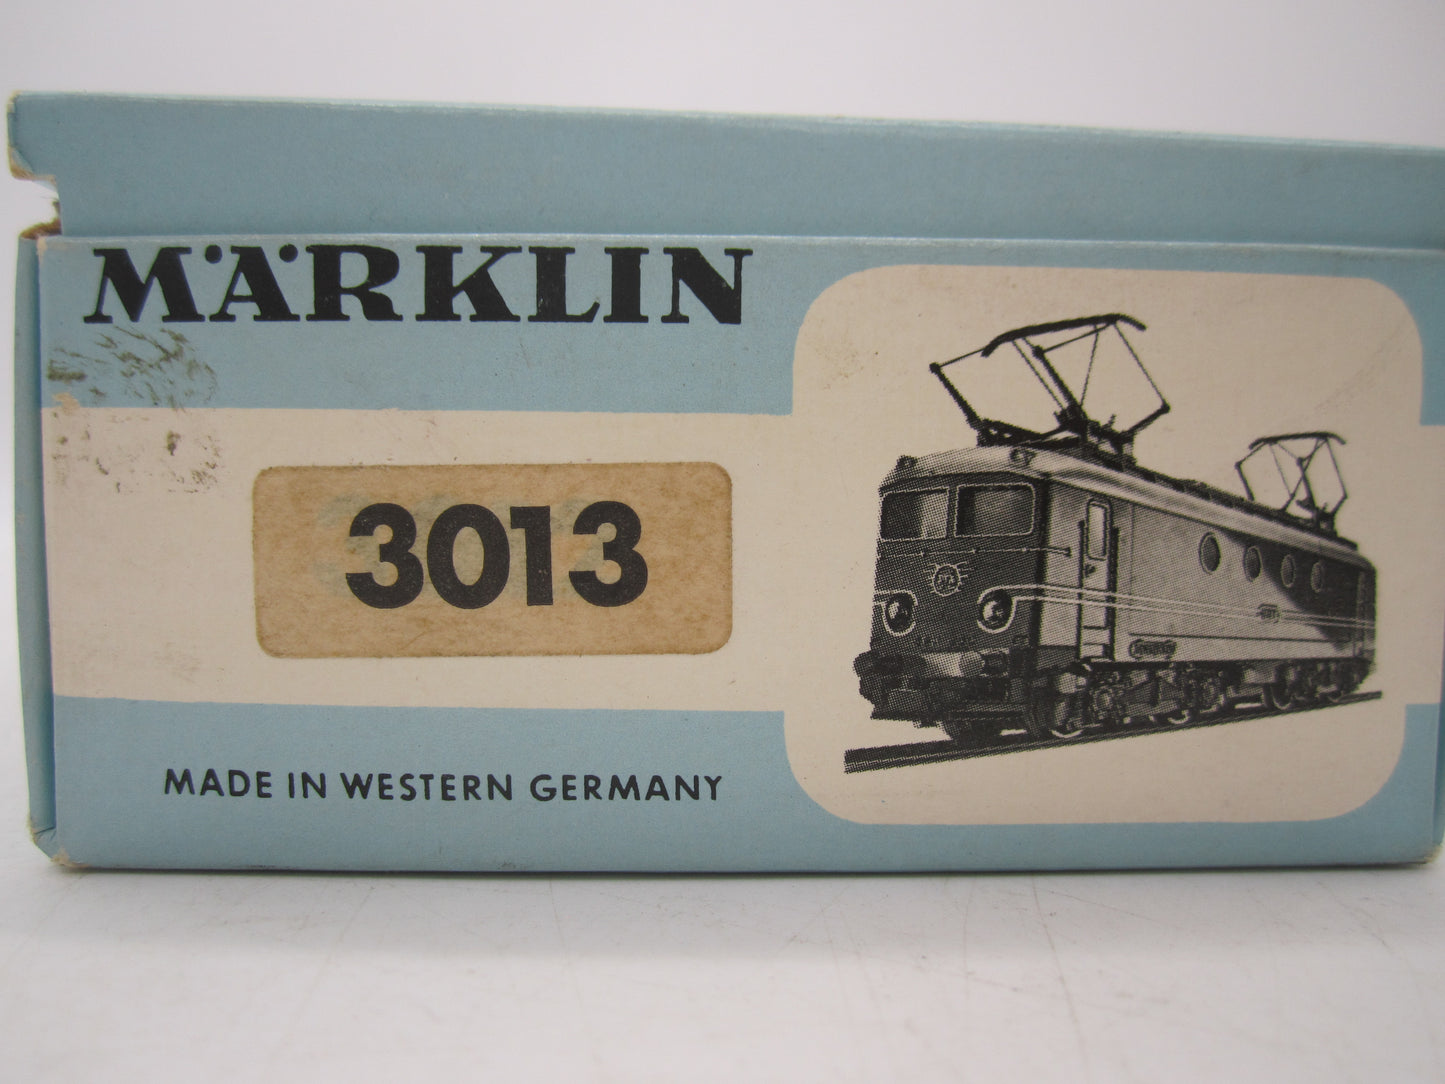 MÄRKLIN
3013
MADE IN WESTERN GERMANY